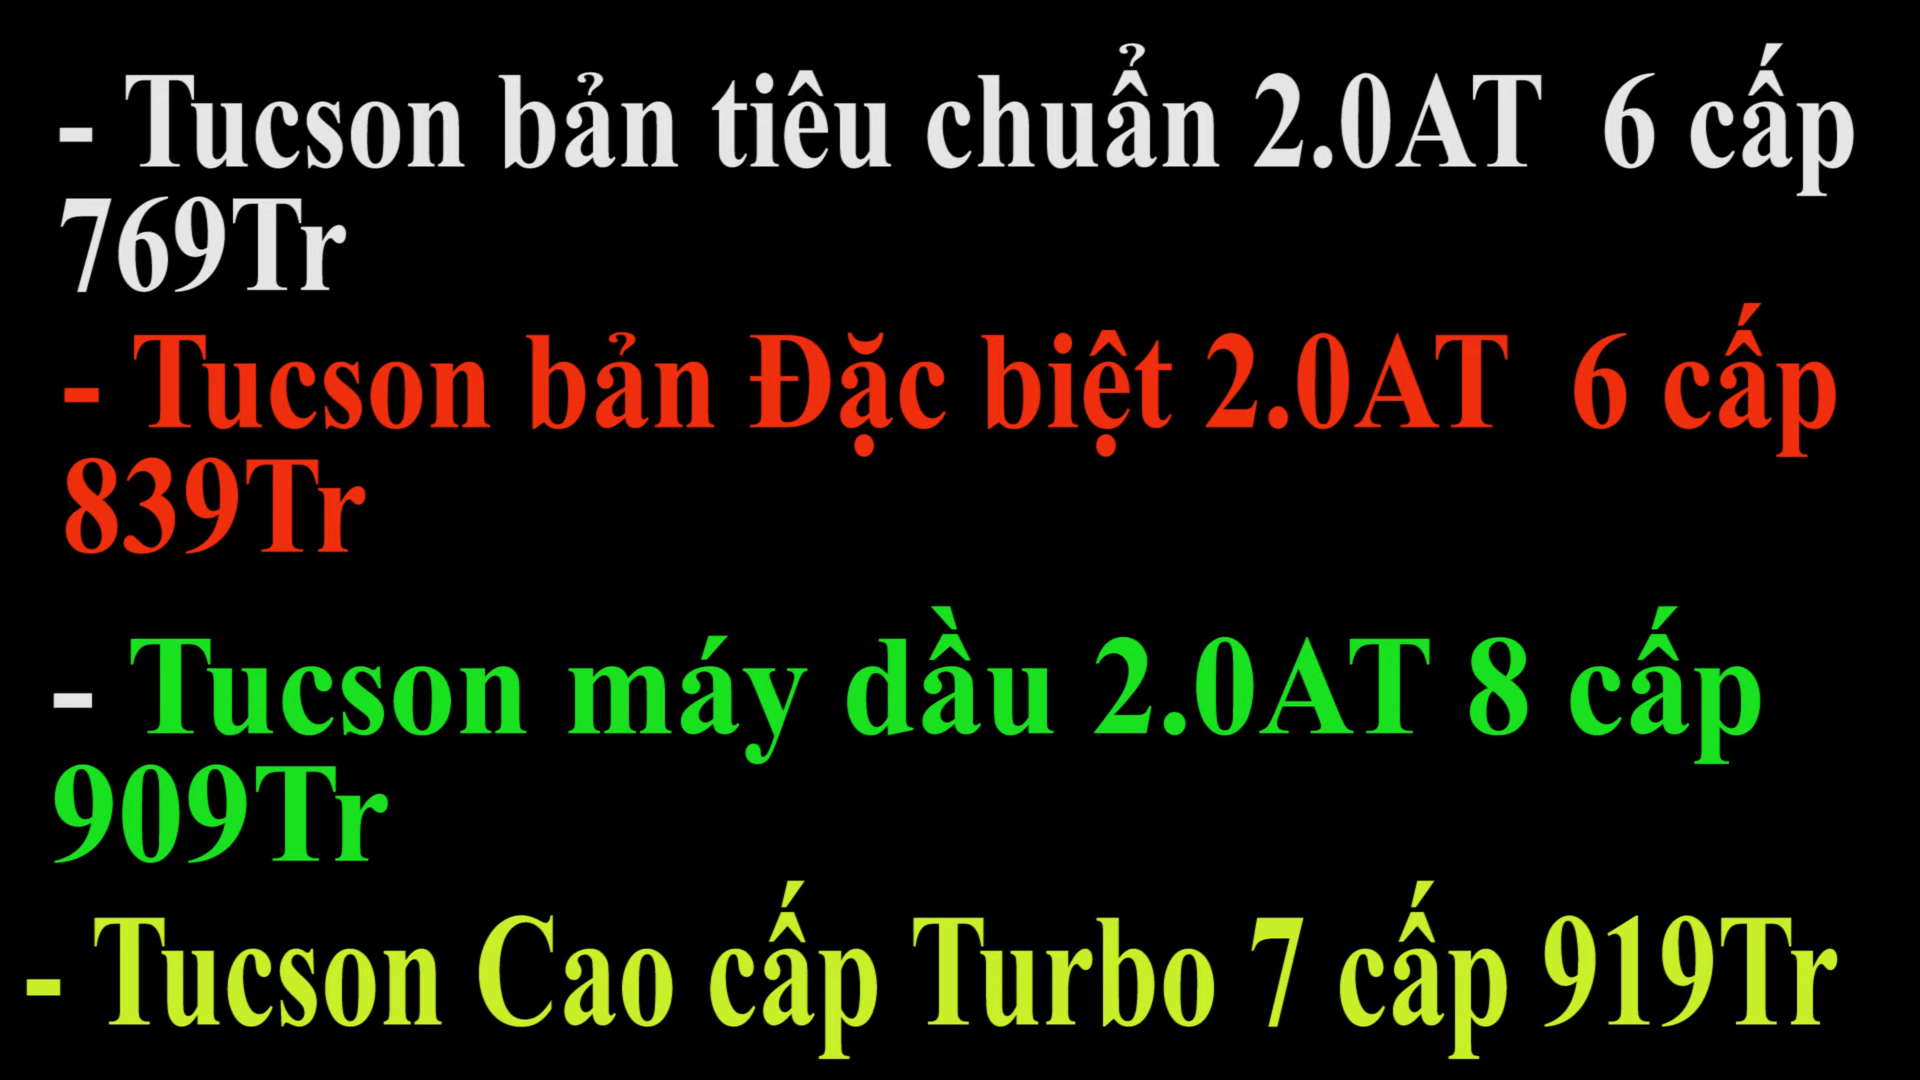 - Tucson bản tiêu chuẩn 2.0AT  6 cấp
769Tr
- Tucson bản Đặc biệt 2.0AT  6 cấp
839Tr
- Tucson máy dầu 2.0AT 8 cấp
909Tr
- Tucson Cao cấp Turbo 7 cấp 919Tr